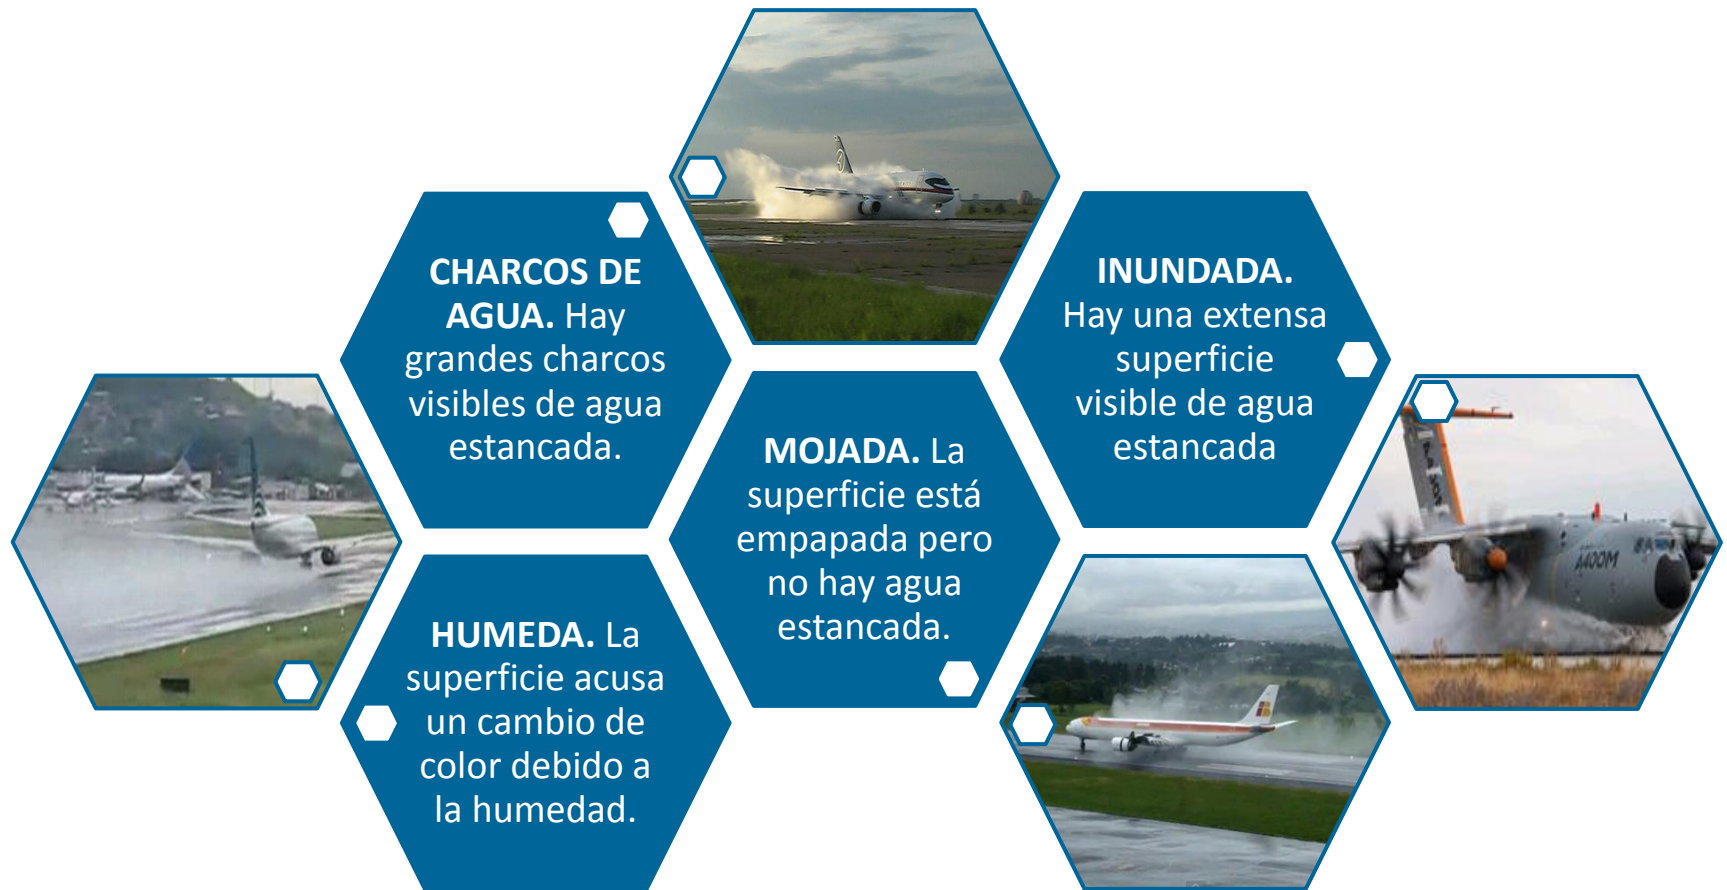 CHARCOS DE
AGUA. Hay
grandes charcos
visibles de agua
estancada.
HUMEDA. La
superficie acusa
un cambio de
color debido a
la humedad.
MOJADA. La
superficie está
empapada pero
no hay agua
estancada.
INUNDADA.
Hay una extensa
superficie
visible de agua
estancada
A400M